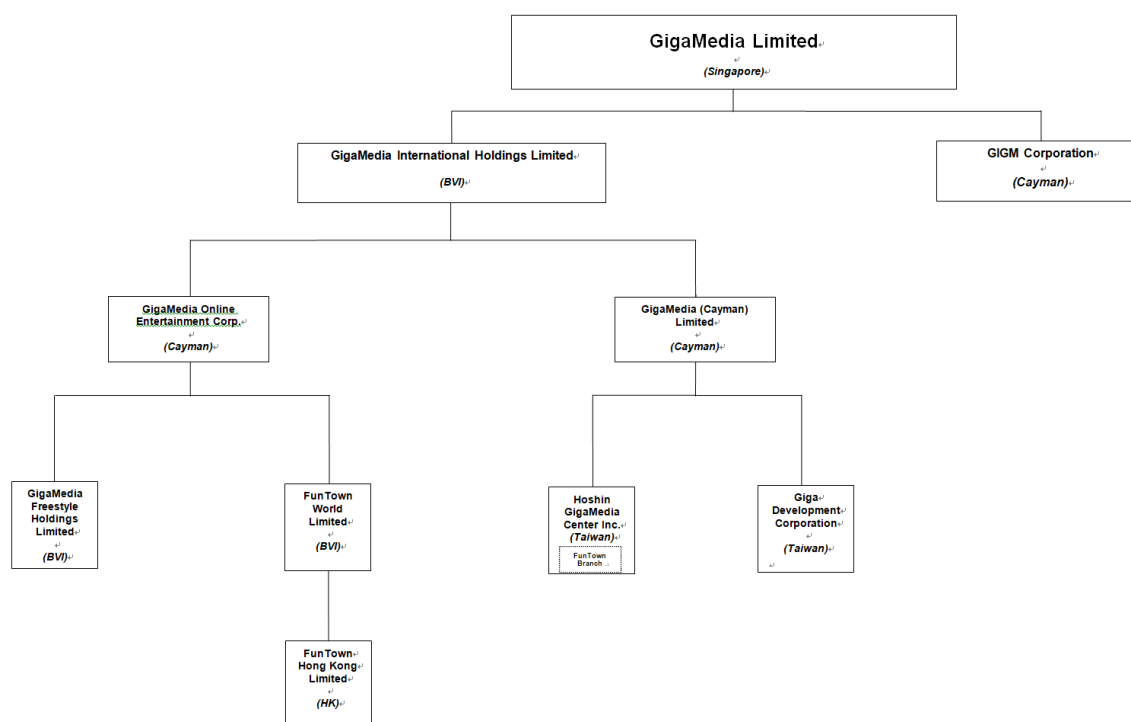 GigaMedia Limited
(Singapore)
GigaMedia International Holdings Limited
(BVI)
GIGM Corporation
(Cayman)
GigaMedia Online
Entertainment Corp.
(Cayman)
GigaMedia (Cayman)
Limited
(Cayman)
GigaMedia
Freestyle
Holdings
Limited
(BVI)
FunTown
World
Limited
(BVI)
Hoshin
GigaMedia
Center Inc.
(Taiwan)
FunTown
Branch
Giga
Development
Corporation
(Taiwan)
FunTown
Hong Kong
Limited
(HK)